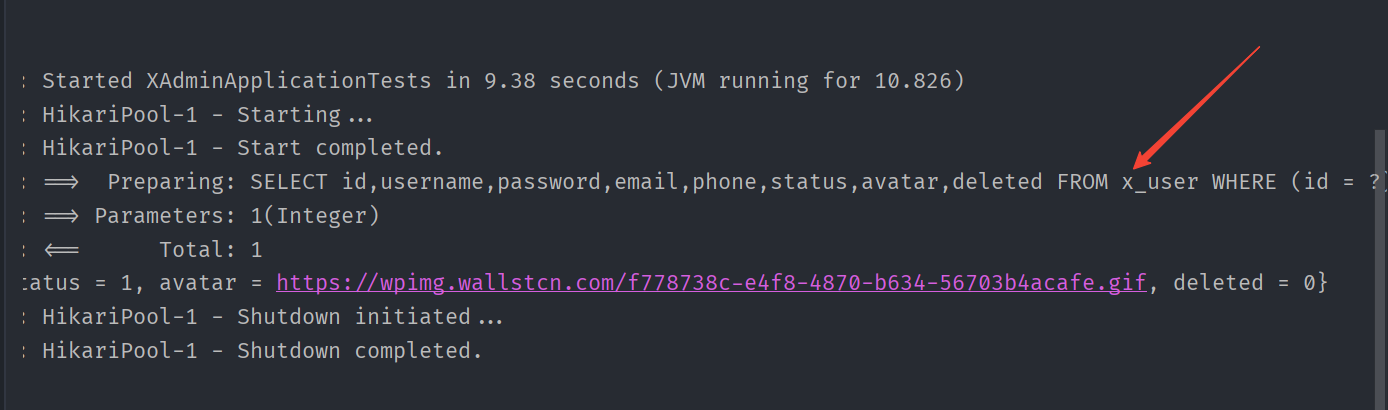 : Started XAdminApplicationTests in 9.38 seconds (JVM running for 10.826)
: HikariPool-1 - Starting...
: HikariPool-1 - Start completed.
: ==> Preparing: SELECT id,username,password,email,phone,status,avatar,deleted FROM x_user WHERE (id = ?)
: ==> Parameters: 1(Integer)
: <== Total: 1
tatus = 1, avatar = https://wpimg.wallstcn.com/f778738c-e4f8-4870-b634-56703b4acafe.gif, deleted = 0}
: HikariPool-1 - Shutdown initiated...
: HikariPool-1 - Shutdown completed.